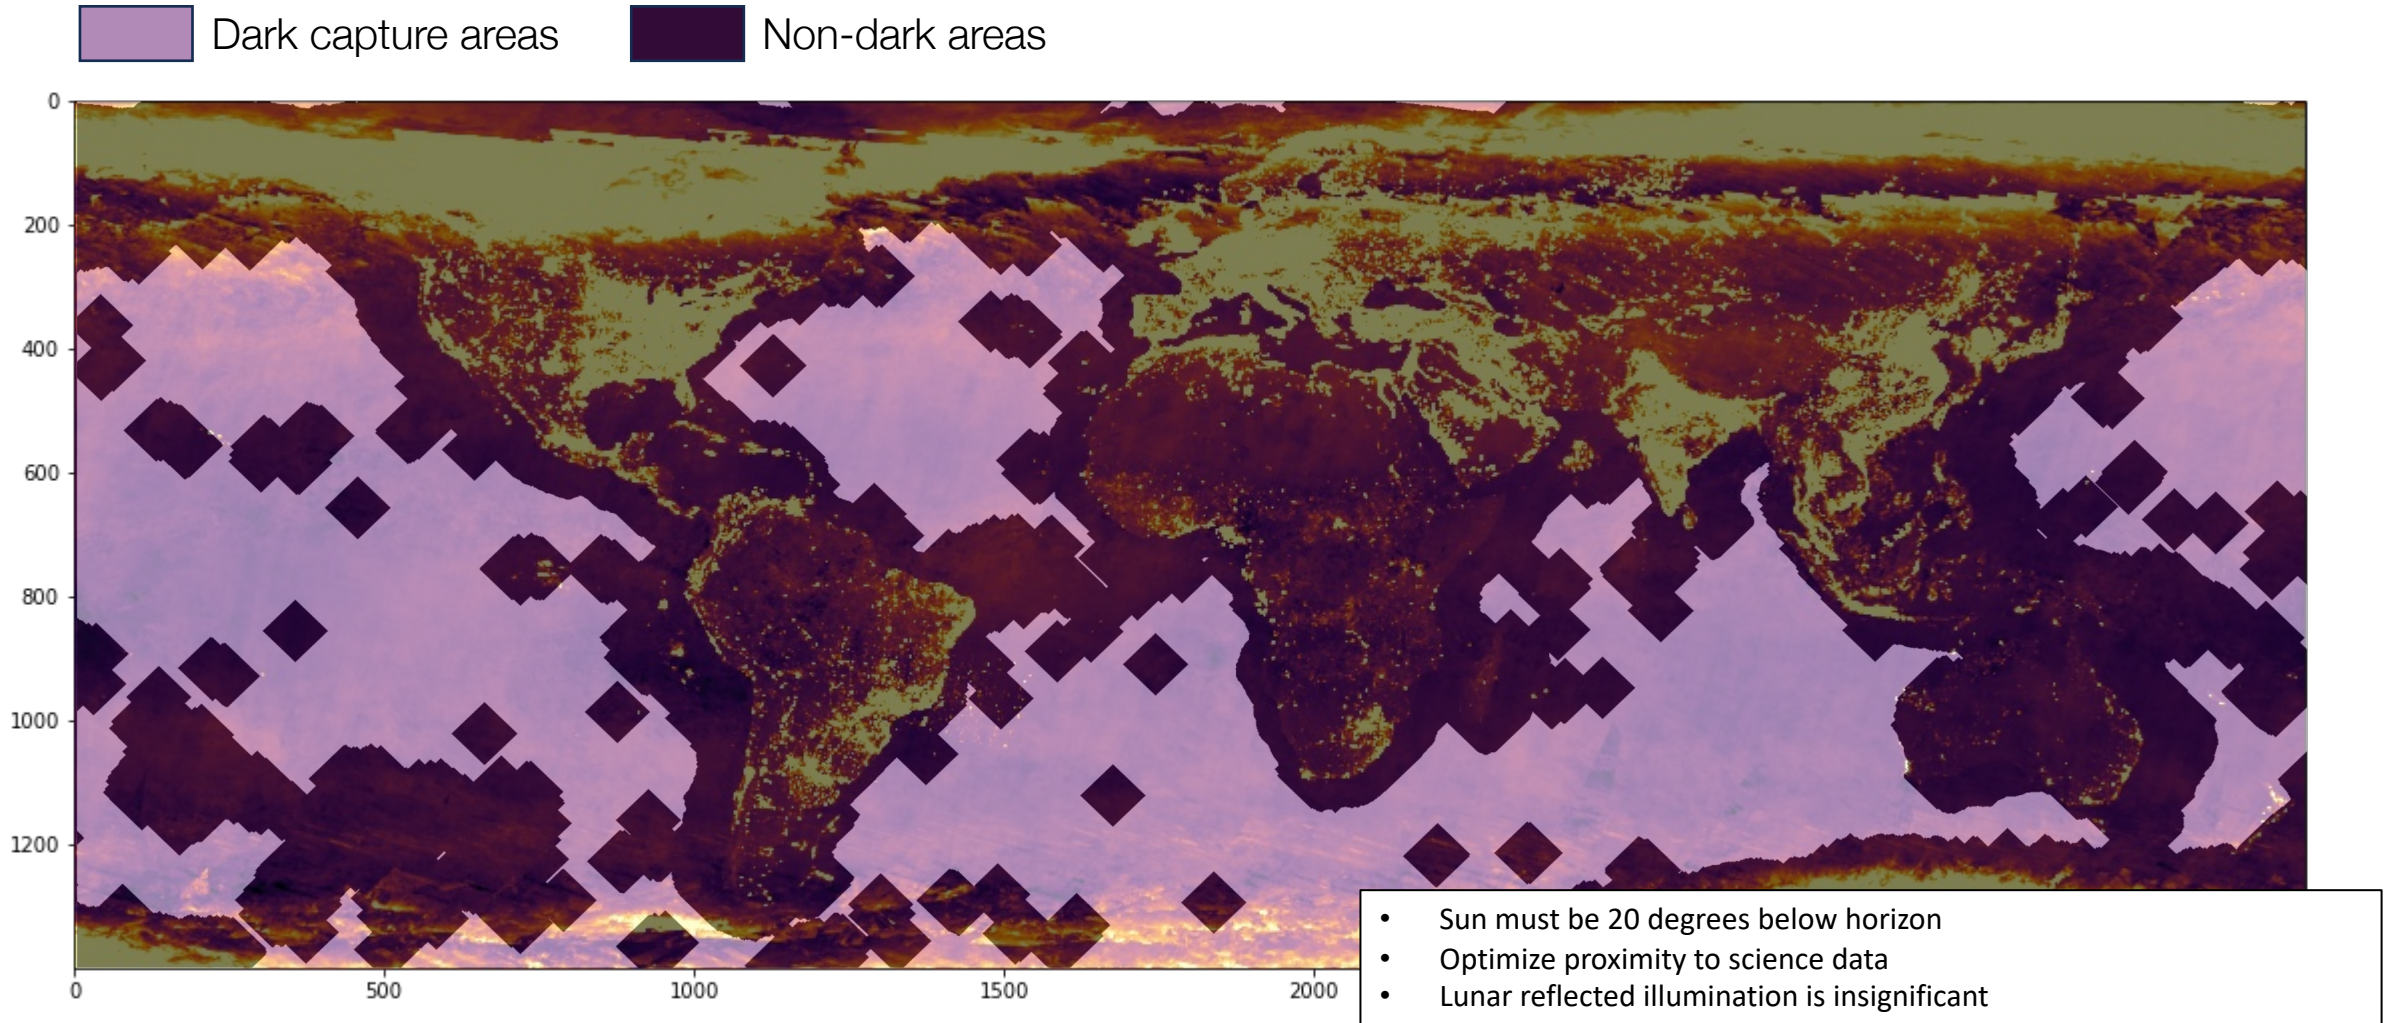 Dark capture areas Non-dark areas
0
200
400
600
800
1000
1200
0 500 1000 1500 2000
• Sun must be 20 degrees below horizon
• Optimize proximity to science data
• Lunar reflected illumination is insignificant